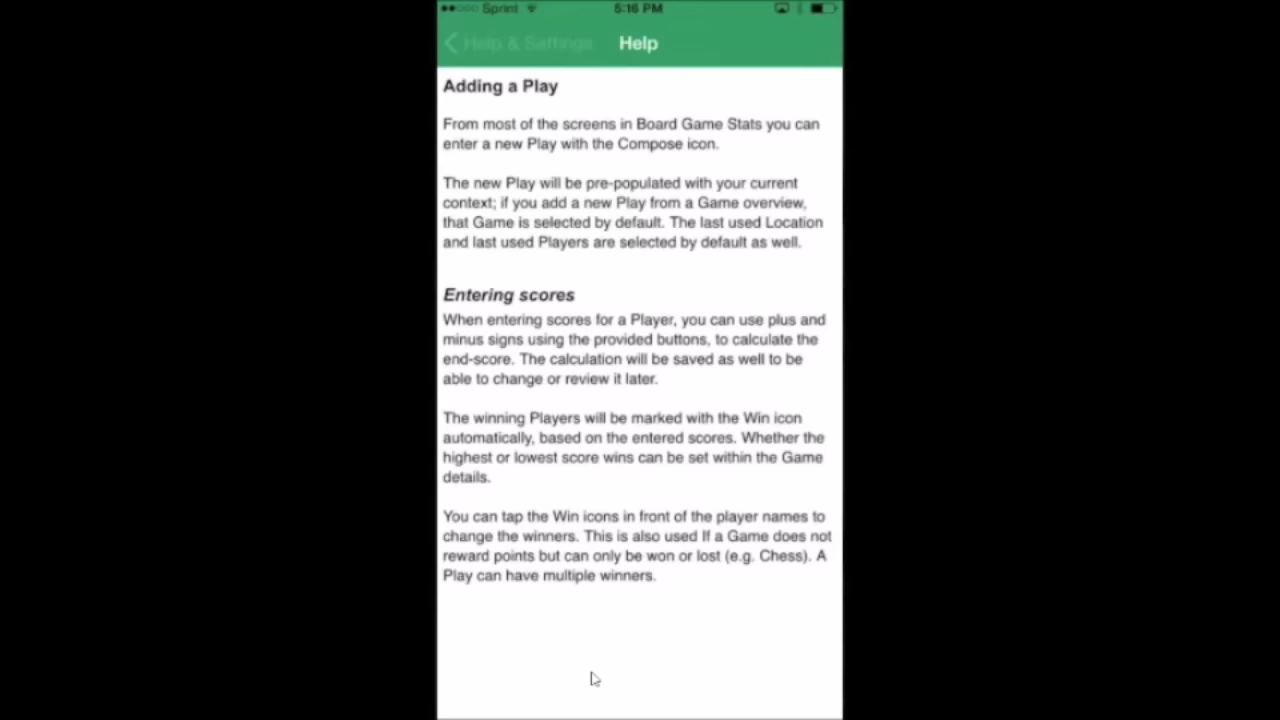 Sprint 5:16 PM
Help & Settings Help
Adding a Play
From most of the screens in Board Game Stats you can
enter a new Play with the Compose icon.
The new Play will be pre-populated with your current
context; if you add a new Play from a Game overview,
that Game is selected by default. The last used Location
and last used Players are selected by default as well.
Entering scores
When entering scores for a Player, you can use plus and
minus signs using the provided buttons, to calculate the
end-score. The calculation will be saved as well to be
able to change or review it later.
The winning Players will be marked with the Win icon
automatically, based on the entered scores. Whether the
highest or lowest score wins can be set within the Game
details.
You can tap the Win icons in front of the player names to
change the winners. This is also used If a Game does not
reward points but can only be won or lost (e.g. Chess). A
Play can have multiple winners.